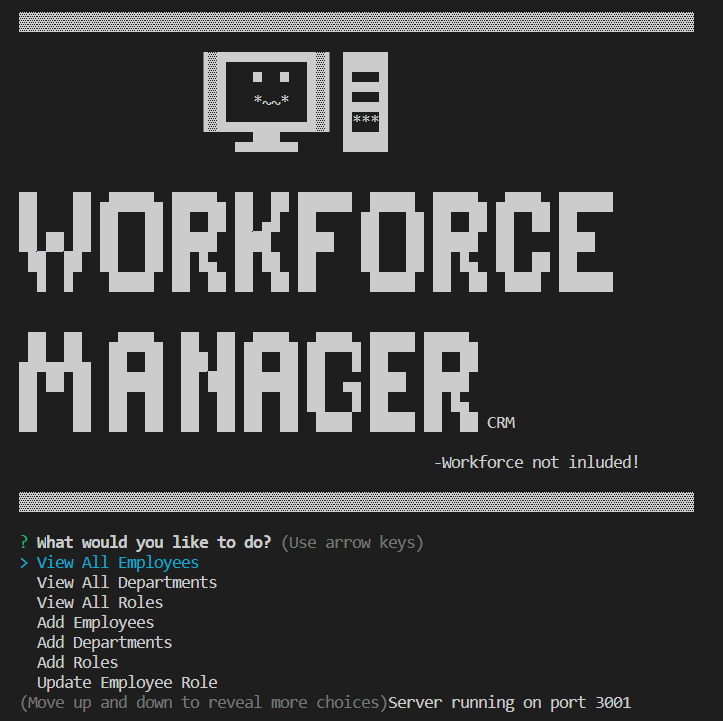 *~~*
***
WORKFORCE
MANAGER CRM
-Workforce not inluded!
? What would you like to do? (Use arrow keys)
> View All Employees
View All Departments
View All Roles
Add Employees
Add Departments
Add Roles
Update Employee Role
(Move up and down to reveal more choices)Server running on port 3001